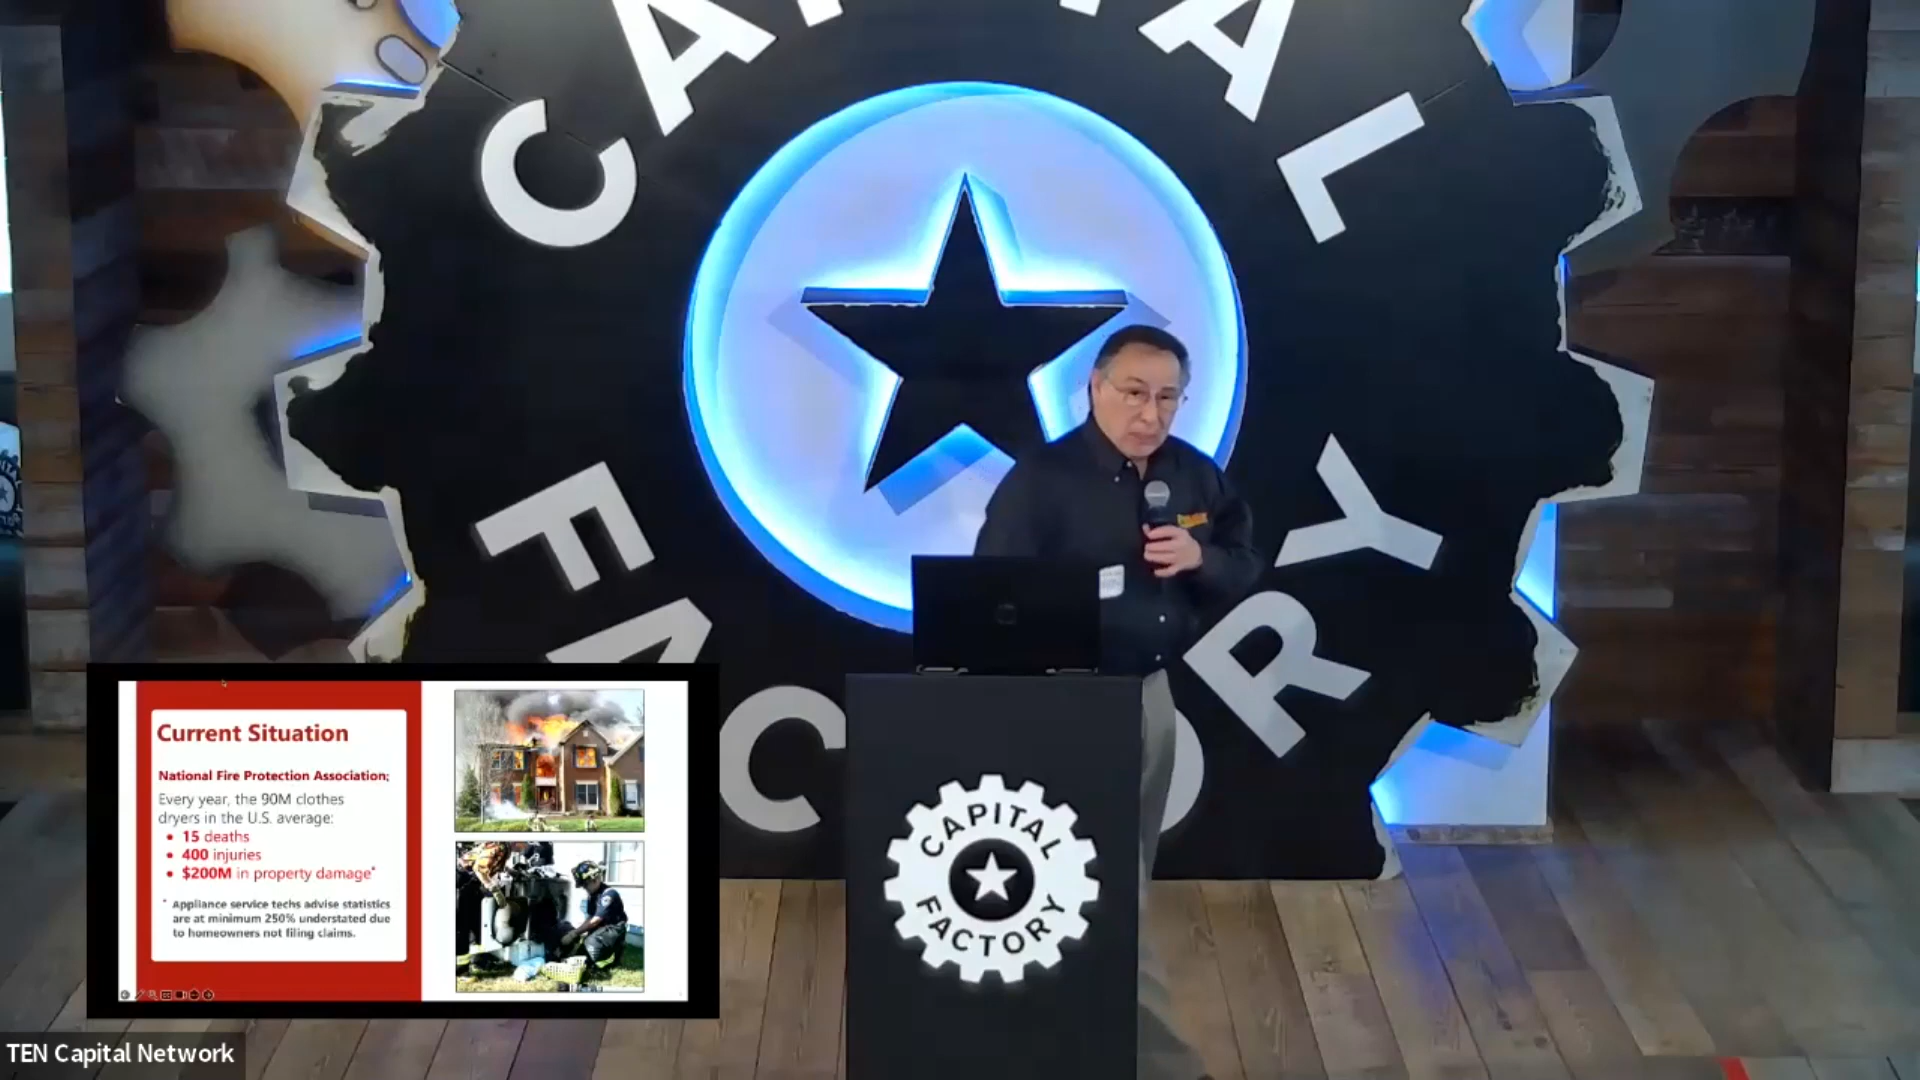 CAPITAL
FACTORY
Current Situation
National Fire Protection Association:
Every year, the 90M clothes
dryers in the U.S. average:
• 15 deaths
• 400 injuries
• $200M in property damage*
* Appliance service techs advise statistics
are at minimum 250% understated due
to homeowners not filing claims.
CAPITAL
FACTORY
TEN Capital Network